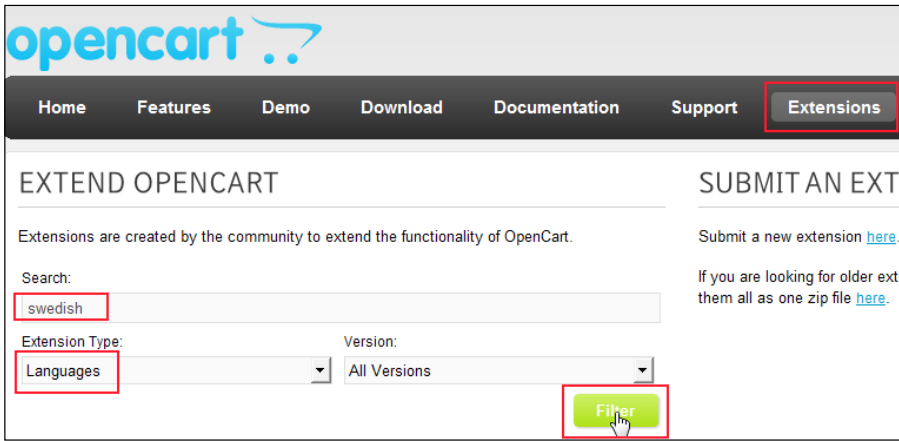 opencart
Home Features Demo Download Documentation Support Extensions
EXTEND OPENCART
Extensions are created by the community to extend the functionality of OpenCart.
Search:
swedish
Extension Type: Version:
Languages All Versions
Filter
SUBMIT AN EXT
Submit a new extension here.
If you are looking for older ext
them all as one zip file here.